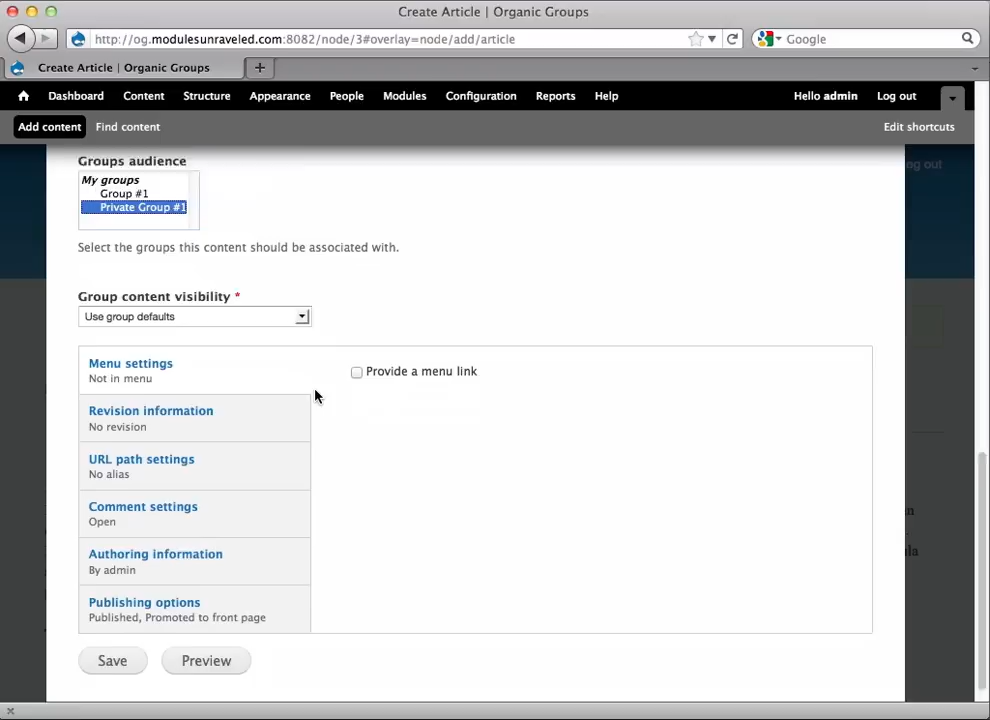 Create Article | Organic Groups
http://og.modulesunraveled.com:8082/node/3#overlay=node/add/article
Google
Create Article | Organic Groups
Dashboard Content Structure Appearance People Modules Configuration Reports Help Hello admin Log out
Add content Find content Edit shortcuts
og out
Groups audience
My groups
Group #1
Private Group #1
Select the groups this content should be associated with.
Group content visibility *
Use group defaults
Menu settings
Not in menu
Provide a menu link
Revision information
No revision
URL path settings
No alias
Comment settings
Open
Authoring information
By admin
Publishing options
Published, Promoted to front page
Save Preview